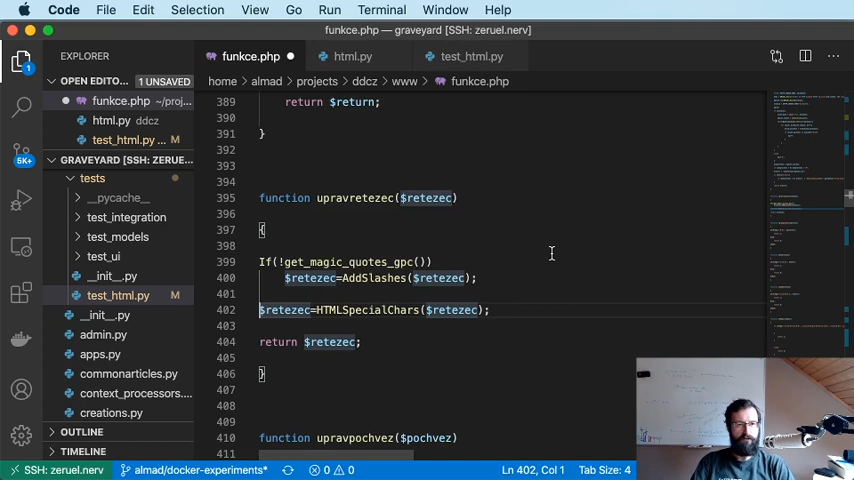 Code File Edit Selection View Go Run Terminal Window Help
funkce.php — graveyard [SSH: zeruel.nerv]
EXPLORER
funkce.php
html.py
test_html.py
OPEN EDITO... 1 UNSAVED
funkce.php ~/proj...
html.py ddcz
test_html.py ... M
GRAVEYARD [SSH: ZERUEL...
tests
__pycache__
test_integration
test_models
test_ui
__init__.py
test_html.py M
__init__.py
admin.py
apps.py
commonarticles.py
context_processors....
creations.py
OUTLINE
TIMELINE
1
5K+
home > almad > projects > ddcz > www > funkce.php
389 return $return;
390
391 }
392
393
394
395 function upravretezec($retezec)
396
397 {
398
399 If(!get_magic_quotes_gpc())
400 $retezec=AddSlashes($retezec);
401
402 $retezec=HTMLSpecialChars($retezec);
403
404 return $retezec;
405
406 }
407
408
409
410 function upravpochvez($pochvez)
411
SSH: zeruel.nerv almad/docker-experiments* 0 0 Ln 402, Col 1 Tab Size: 4